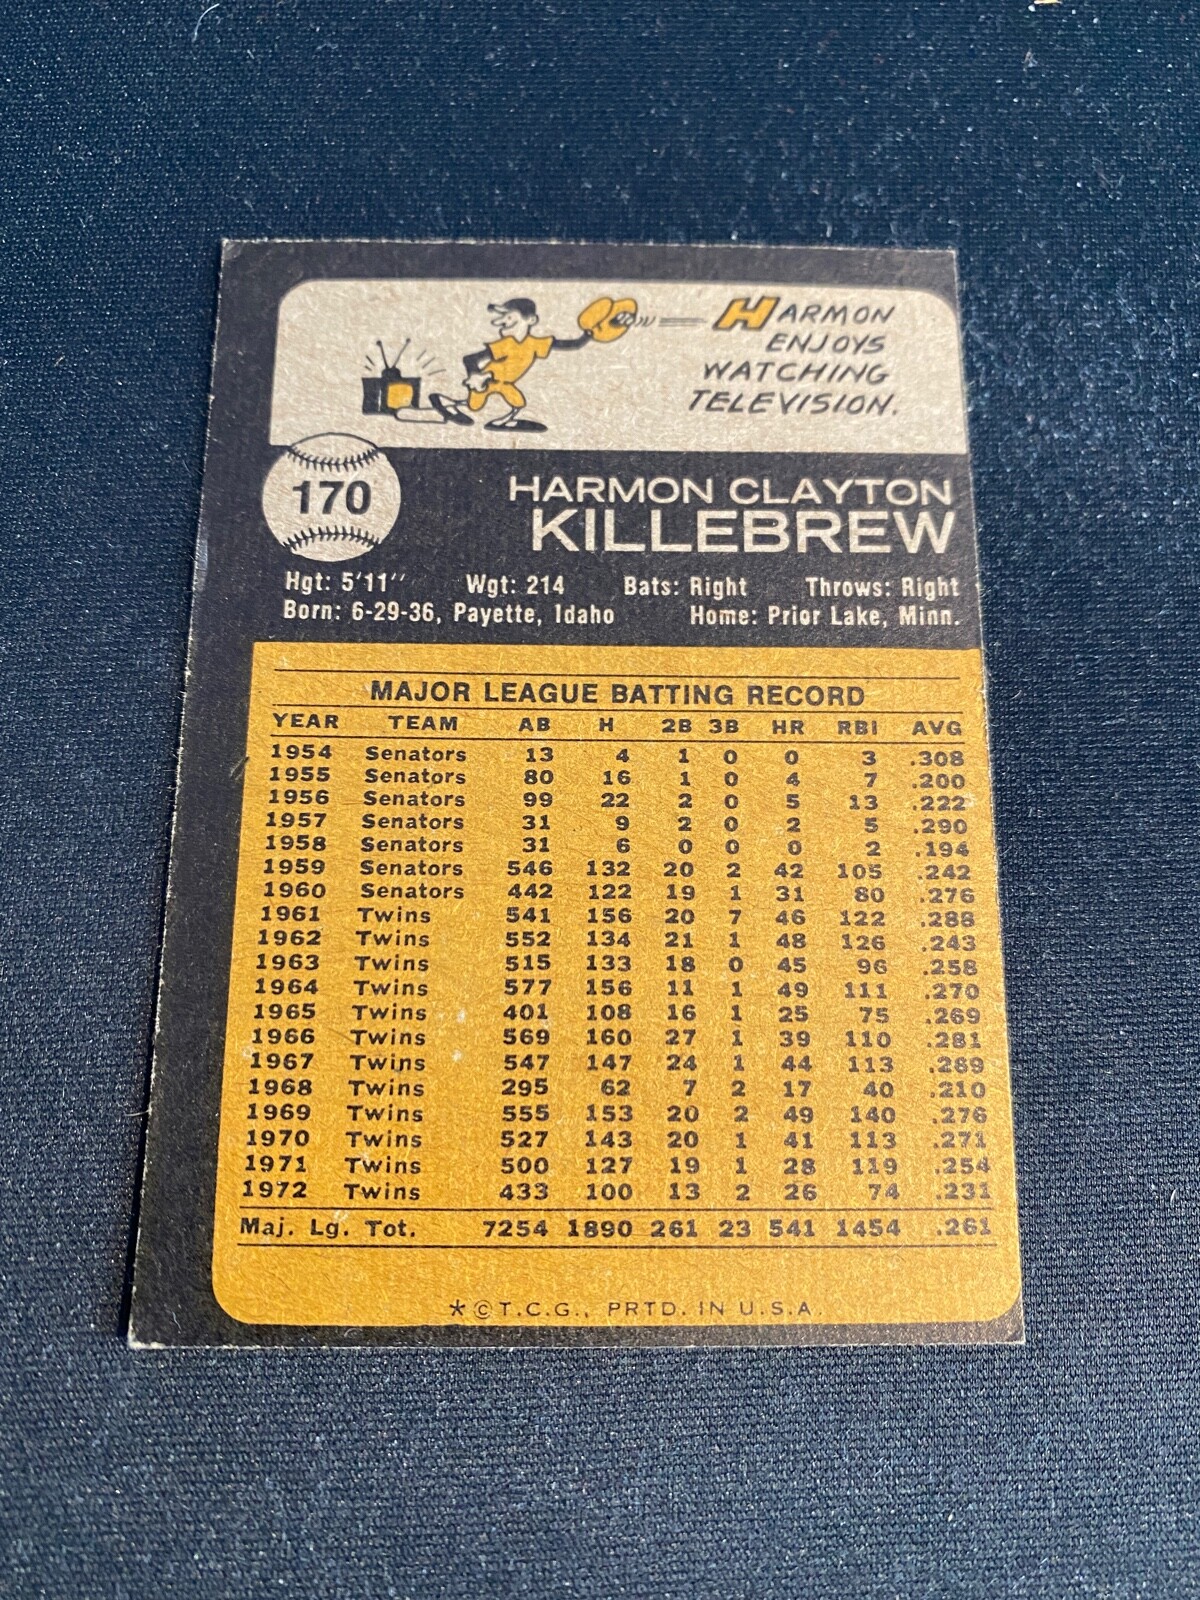 HARMON
ENJOYS
WATCHING
TELEVISION.
170
HARMON CLAYTON
KILLEBREW
Hgt: 5'11" Wgt: 214 Bats: Right Throws: Right
Born: 6-29-36, Payette, Idaho Home: Prior Lake, Minn.
MAJOR LEAGUE BATTING RECORD
YEAR TEAM AB H 2B 3B HR RBI AVG
1954 Senators 13 4 1 0 0 3 .308
1955 Senators 80 16 1 0 4 7 .200
1956 Senators 99 22 2 0 5 13 .222
1957 Senators 31 9 2 0 2 5 .290
1958 Senators 31 6 0 0 0 2 .194
1959 Senators 546 132 20 2 42 105 .242
1960 Senators 442 122 19 1 31 80 .276
1961 Twins 541 156 20 7 46 122 .288
1962 Twins 552 134 21 1 48 126 .243
1963 Twins 515 133 18 0 45 96 .258
1964 Twins 577 156 11 1 49 111 .270
1965 Twins 401 108 16 1 25 75 .269
1966 Twins 569 160 27 1 39 110 .281
1967 Twins 547 147 24 1 44 113 .269
1968 Twins 295 62 7 2 17 40 .210
1969 Twins 555 153 20 2 49 140 .276
1970 Twins 527 143 20 1 41 113 .271
1971 Twins 500 127 19 1 28 119 .254
1972 Twins 433 100 13 2 26 74 .231
Maj. Lg. Tot. 7254 1890 261 23 541 1454 .261
*©T.C.G., PRTD. IN U.S.A.